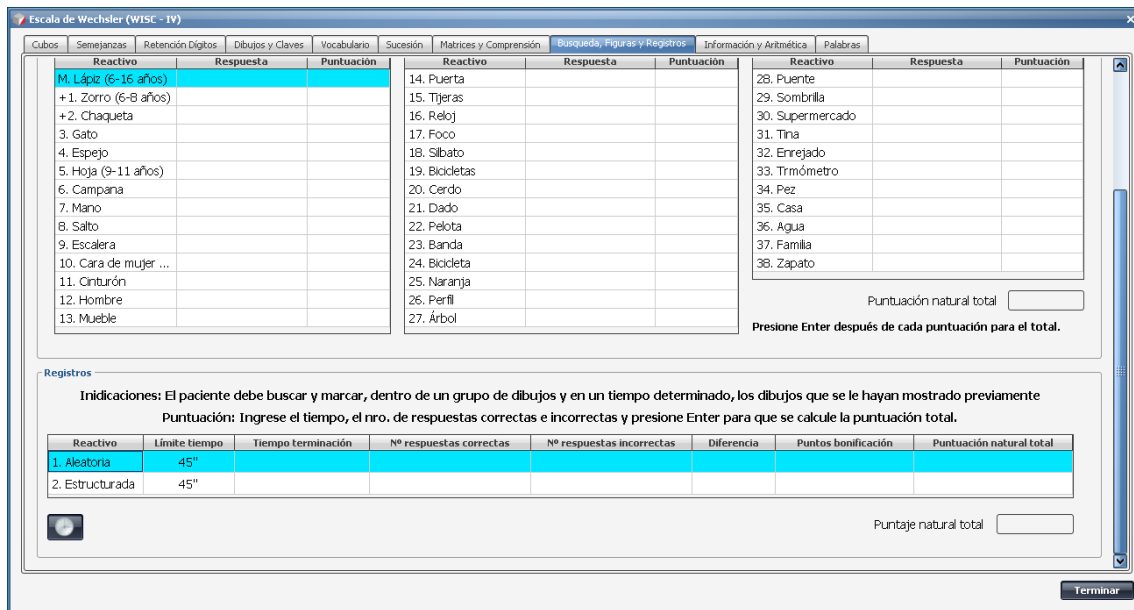 Escala de Wechsler (WISC - IV)
Cubos Semejanzas Retención Dígitos Dibujos y Claves Vocabulario Sucesión Matrices y Comprensión Busqueda, Figuras y Registros Información y Aritmética Palabras
Reactivo Respuesta Puntuación
M. Lápiz (6-16 años)
+1. Zorro (6-8 años)
+2. Chaqueta
3. Gato
4. Espejo
5. Hoja (9-11 años)
6. Campana
7. Mano
8. Salto
9. Escalera
10. Cara de mujer ...
11. Cinturón
12. Hombre
13. Mueble
Reactivo Respuesta Puntuación
14. Puerta
15. Tijeras
16. Reloj
17. Foco
18. Silbato
19. Bicicletas
20. Cerdo
21. Dado
22. Pelota
23. Banda
24. Bicicleta
25. Naranja
26. Perfil
27. Árbol
Reactivo Respuesta Puntuación
28. Puente
29. Sombrilla
30. Supermercado
31. Tina
32. Enrejado
33. Trmómetro
34. Pez
35. Casa
36. Agua
37. Familia
38. Zapato
Puntuación natural total
Presione Enter después de cada puntuación para el total.
Registros
Inidicaciones: El paciente debe buscar y marcar, dentro de un grupo de dibujos y en un tiempo determinado, los dibujos que se le hayan mostrado previamente
Puntuación: Ingrese el tiempo, el nro. de respuestas correctas e incorrectas y presione Enter para que se calcule la puntuación total.
Reactivo Límite tiempo Tiempo terminación Nº respuestas correctas Nº respuestas incorrectas Diferencia Puntos bonificación Puntuación natural total
1. Aleatoria 45"
2. Estructurada 45"
Puntaje natural total
Terminar